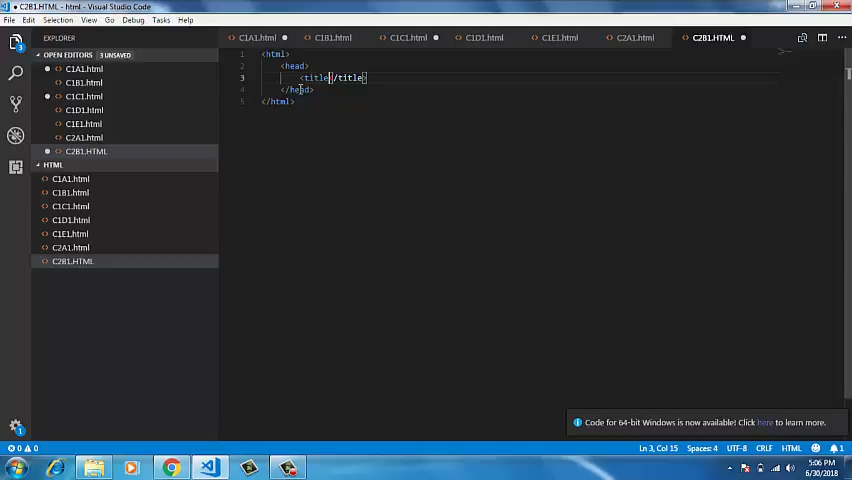 C2B1.HTML - html - Visual Studio Code
File Edit Selection View Go Debug Tasks Help
EXPLORER
OPEN EDITORS 3 UNSAVED
C1A1.html
C1B1.html
C1C1.html
C1D1.html
C1E1.html
C2A1.html
C2B1.HTML
HTML
C1A1.html
C1B1.html
C1C1.html
C1D1.html
C1E1.html
C2A1.html
C2B1.HTML
3
1
C1A1.html C1B1.html C1C1.html C1D1.html C1E1.html C2A1.html C2B1.HTML
1 <html>
2 <head>
3 <title</title>
4 </head>
5 </html>
Code for 64-bit Windows is now available! Click here to learn more.
0 0 Ln 3, Col 15 Spaces: 4 UTF-8 CRLF HTML 1
5:06 PM
6/30/2018